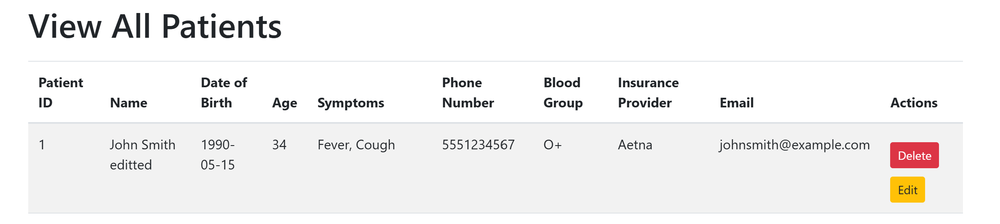 View All Patients
Patient ID Name Date of Birth Age Symptoms Phone Number Blood Group Insurance Provider Email Actions
1 John Smith editted 1990-05-15 34 Fever, Cough 5551234567 O+ Aetna johnsmith@example.com Delete
Edit